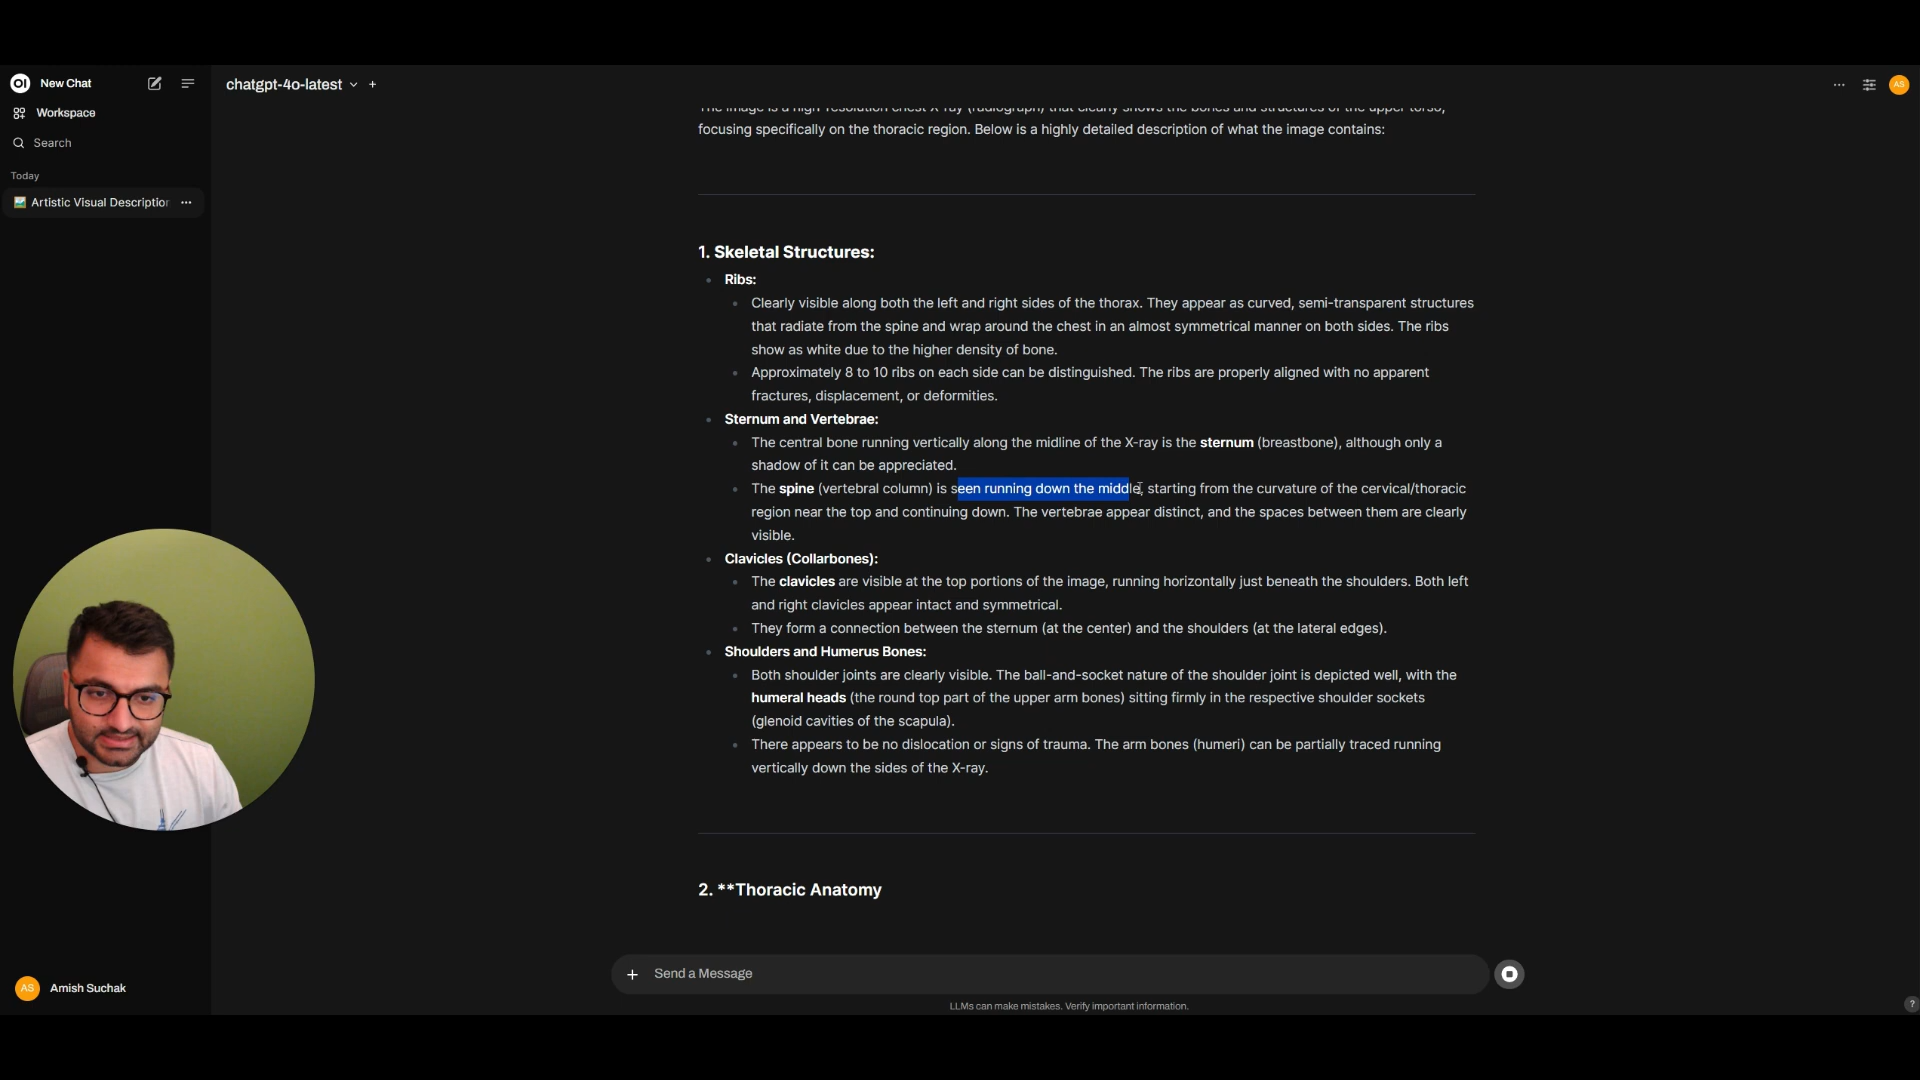 OI New Chat
Workspace
Search
Today
Artistic Visual Description
AS Amish Suchak
chatgpt-4o-latest
AS
focusing specifically on the thoracic region. Below is a highly detailed description of what the image contains:
1. Skeletal Structures:
Ribs:
Clearly visible along both the left and right sides of the thorax. They appear as curved, semi-transparent structures
that radiate from the spine and wrap around the chest in an almost symmetrical manner on both sides. The ribs
show as white due to the higher density of bone.
Approximately 8 to 10 ribs on each side can be distinguished. The ribs are properly aligned with no apparent
fractures, displacement, or deformities.
Sternum and Vertebrae:
The central bone running vertically along the midline of the X-ray is the sternum (breastbone), although only a
shadow of it can be appreciated.
The spine (vertebral column) is seen running down the middle, starting from the curvature of the cervical/thoracic
region near the top and continuing down. The vertebrae appear distinct, and the spaces between them are clearly
visible.
Clavicles (Collarbones):
The clavicles are visible at the top portions of the image, running horizontally just beneath the shoulders. Both left
and right clavicles appear intact and symmetrical.
They form a connection between the sternum (at the center) and the shoulders (at the lateral edges).
Shoulders and Humerus Bones:
Both shoulder joints are clearly visible. The ball-and-socket nature of the shoulder joint is depicted well, with the
humeral heads (the round top part of the upper arm bones) sitting firmly in the respective shoulder sockets
(glenoid cavities of the scapula).
There appears to be no dislocation or signs of trauma. The arm bones (humeri) can be partially traced running
vertically down the sides of the X-ray.
2. **Thoracic Anatomy
Send a Message
LLMs can make mistakes. Verify important information.
?